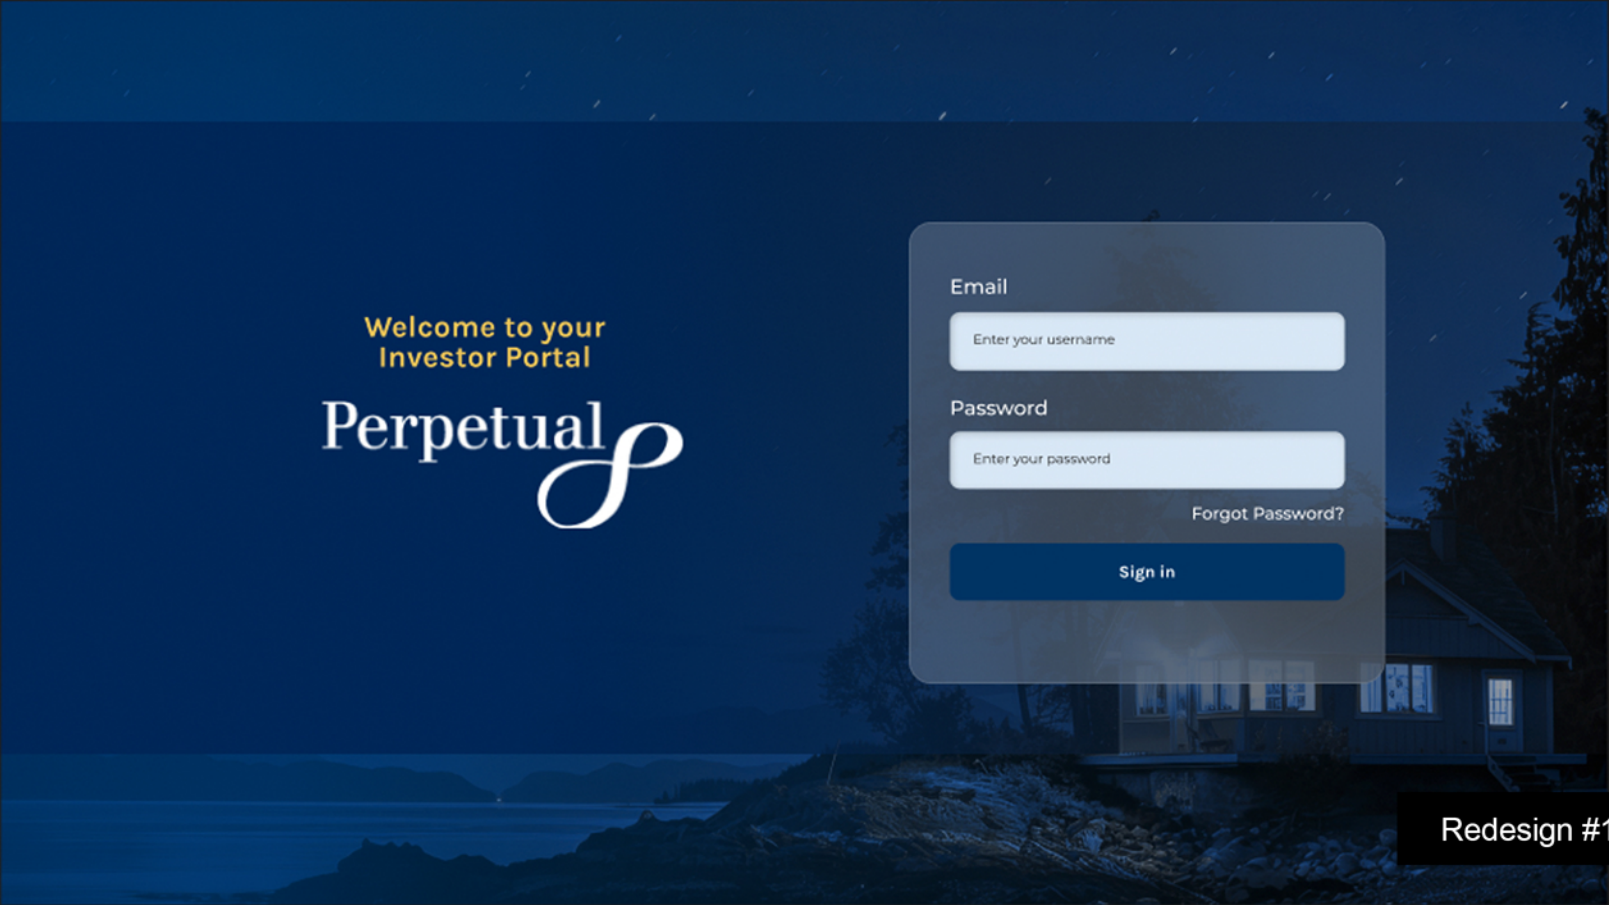 Welcome to your
Investor Portal
Perpetual
Email
Enter your username
Password
Enter your password
Forgot Password?
Sign in
Redesign #1